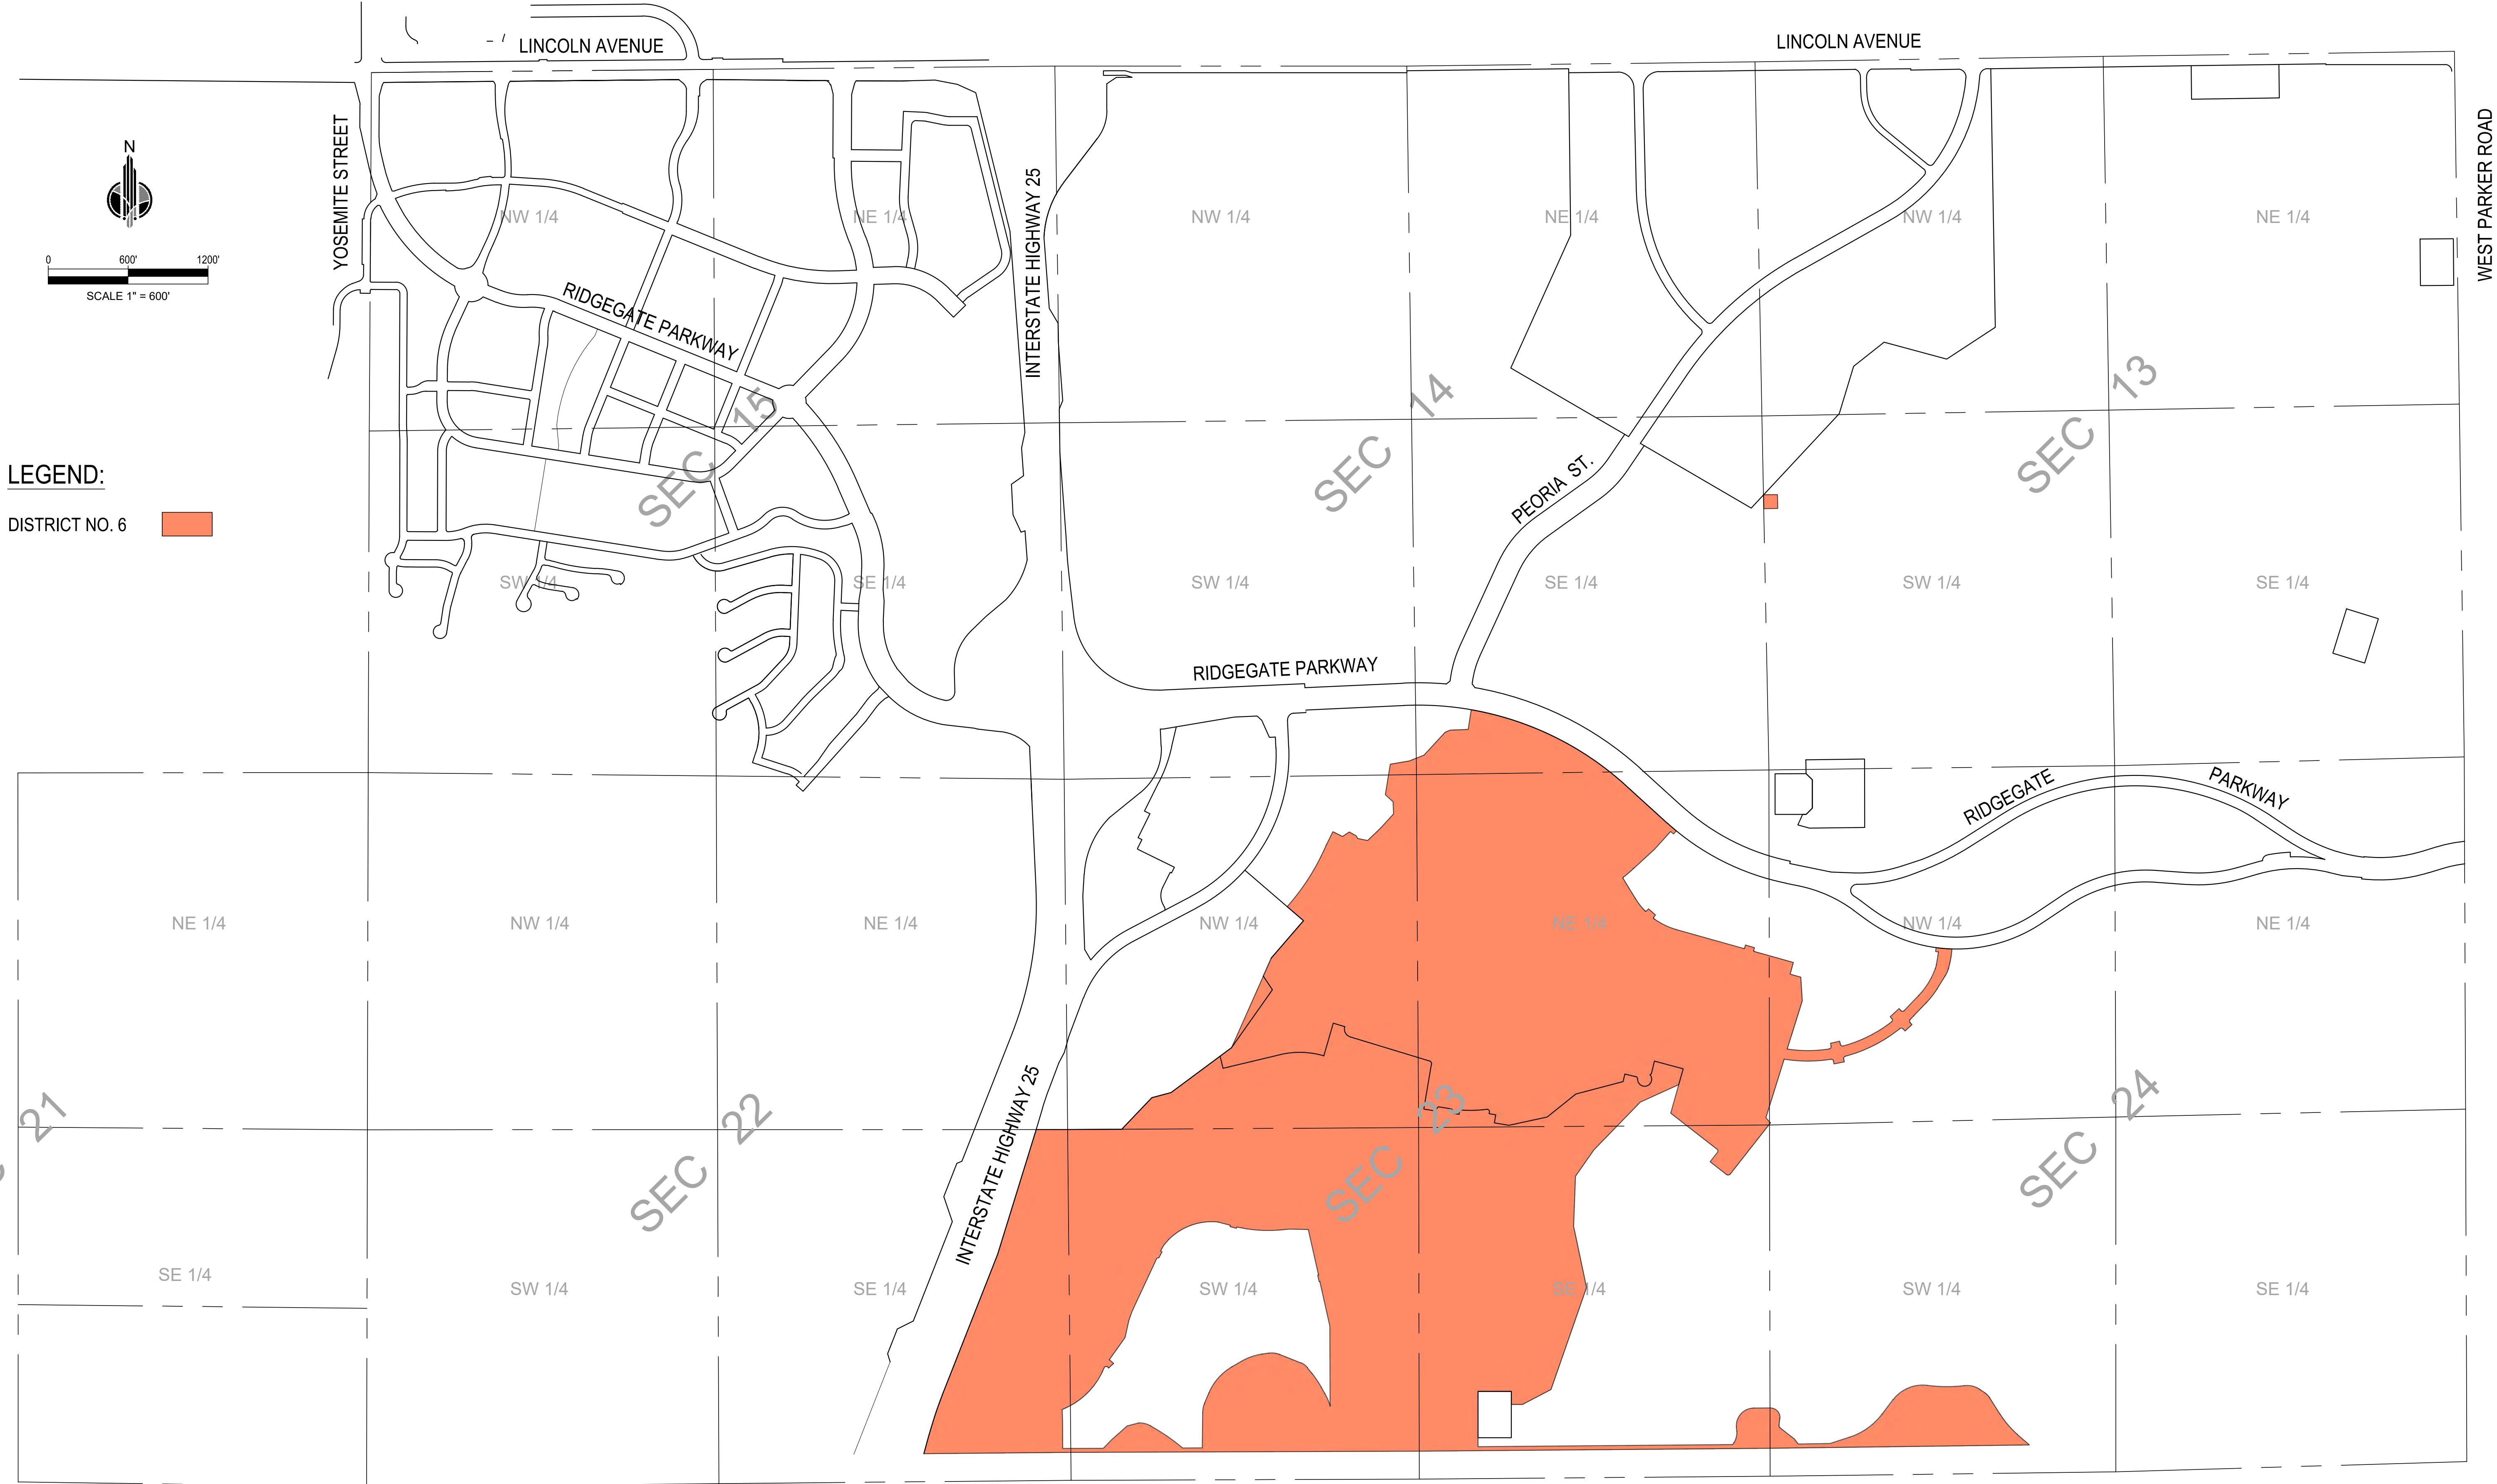 LINCOLN AVENUE
LINCOLN AVENUE
YOSEMITE STREET
N
0 600' 1200'
SCALE 1" = 600'
INTERSTATE HIGHWAY 25
WEST PARKER ROAD
NW 1/4
NE 1/4
NW 1/4
NE 1/4
NW 1/4
NE 1/4
RIDGEGATE PARKWAY
SEC 15
SEC 14
SEC 13
LEGEND:
DISTRICT NO. 6
PEORIA ST.
SW 1/4
SE 1/4
SW 1/4
SE 1/4
SW 1/4
SE 1/4
RIDGEGATE PARKWAY
RIDGEGATE PARKWAY
NE 1/4
NW 1/4
NE 1/4
NW 1/4
NE 1/4
NW 1/4
NE 1/4
INTERSTATE HIGHWAY 25
21
SEC 22
SEC 23
SEC 24
SE 1/4
SW 1/4
SE 1/4
SW 1/4
SE 1/4
SW 1/4
SE 1/4